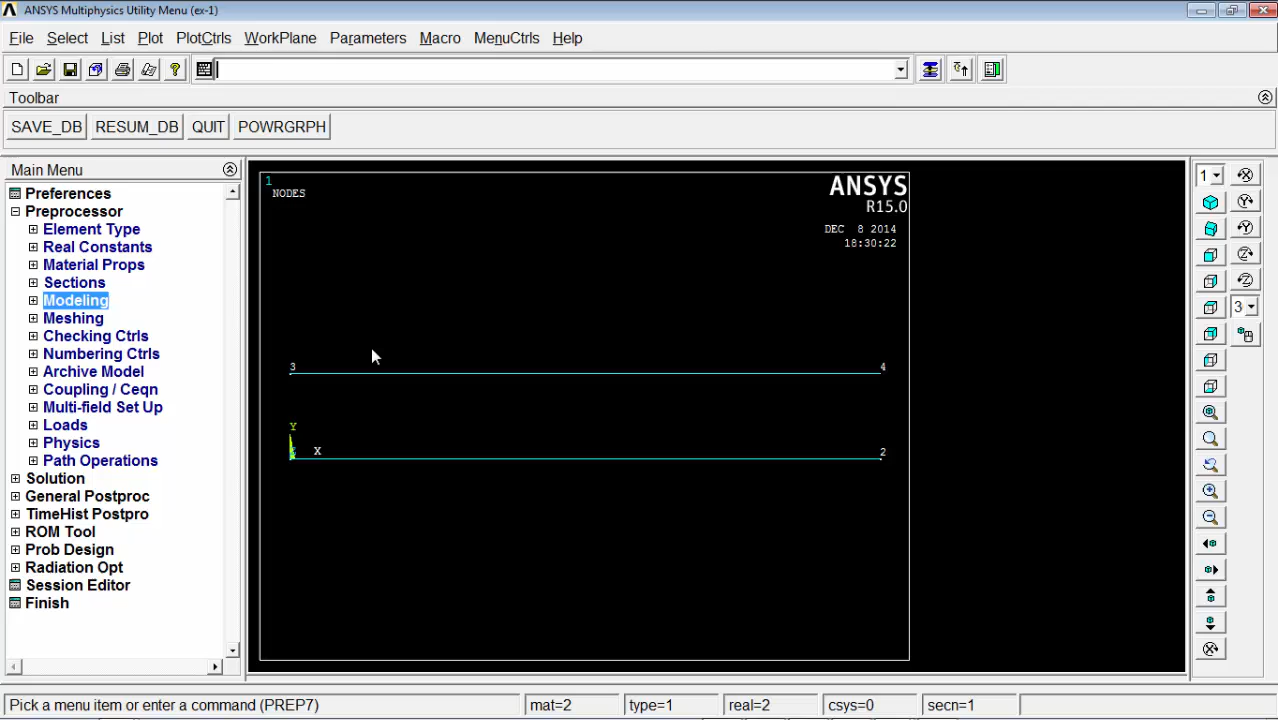 ANSYS Multiphysics Utility Menu (ex-1)
File Select List Plot PlotCtrls WorkPlane Parameters Macro MenuCtrls Help
Toolbar
SAVE_DB RESUM_DB QUIT POWRGRPH
Main Menu
Preferences
Preprocessor
Element Type
Real Constants
Material Props
Sections
Modeling
Meshing
Checking Ctrls
Numbering Ctrls
Archive Model
Coupling / Ceqn
Multi-field Set Up
Loads
Physics
Path Operations
Solution
General Postproc
TimeHist Postpro
ROM Tool
Prob Design
Radiation Opt
Session Editor
Finish
1
NODES
ANSYS
R15.0
DEC 8 2014
18:30:22
3 4
Y
X 2
1
3
Pick a menu item or enter a command (PREP7) mat=2 type=1 real=2 csys=0 secn=1